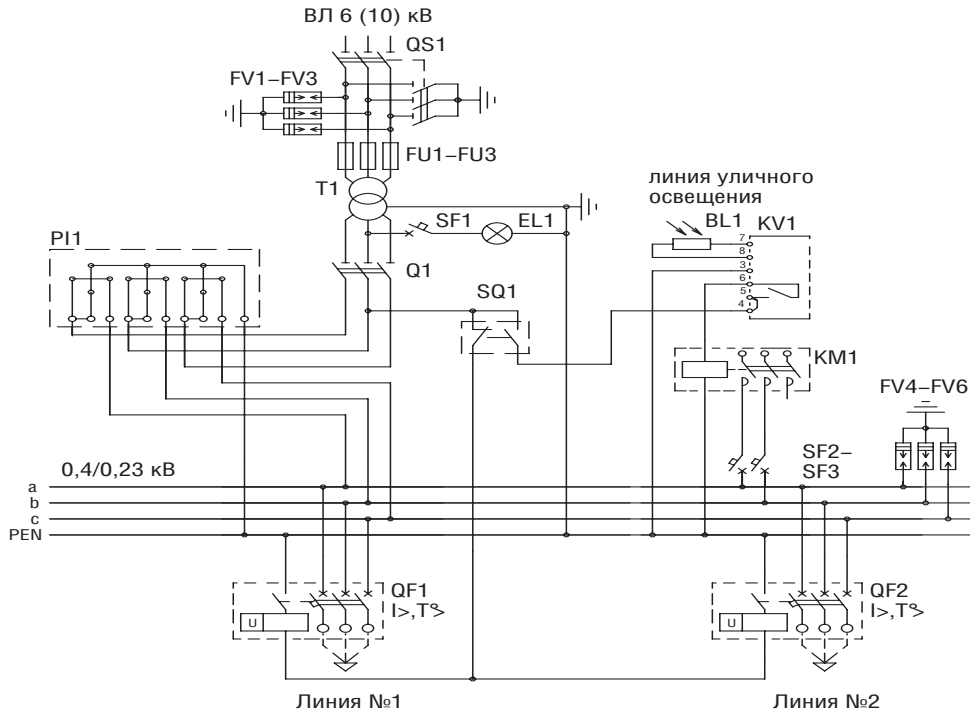 ВЛ 6 (10) кВ
QS1
FV1–FV3
FU1–FU3
T1
линия уличного
освещения
SF1
EL1
BL1
KV1
7
8
3
6
5
4
PI1
Q1
SQ1
KM1
FV4–FV6
0,4/0,23 кВ
SF2–
SF3
a
b
c
PEN
QF1
I>,T°>
U
QF2
I>,T°>
U
Линия №1
Линия №2